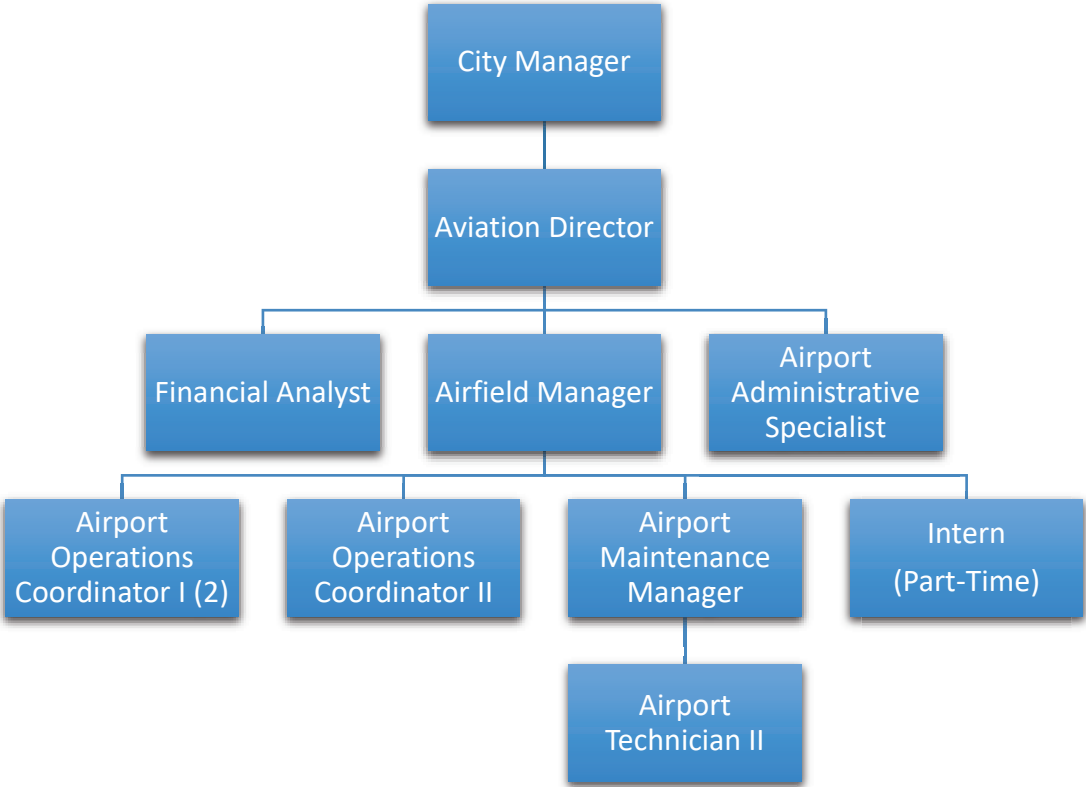 City Manager
Aviation Director
Financial Analyst
Airfield Manager
Airport
Administrative
Specialist
Airport
Operations
Coordinator I (2)
Airport
Operations
Coordinator II
Airport
Maintenance
Manager
Intern
(Part-Time)
Airport
Technician II